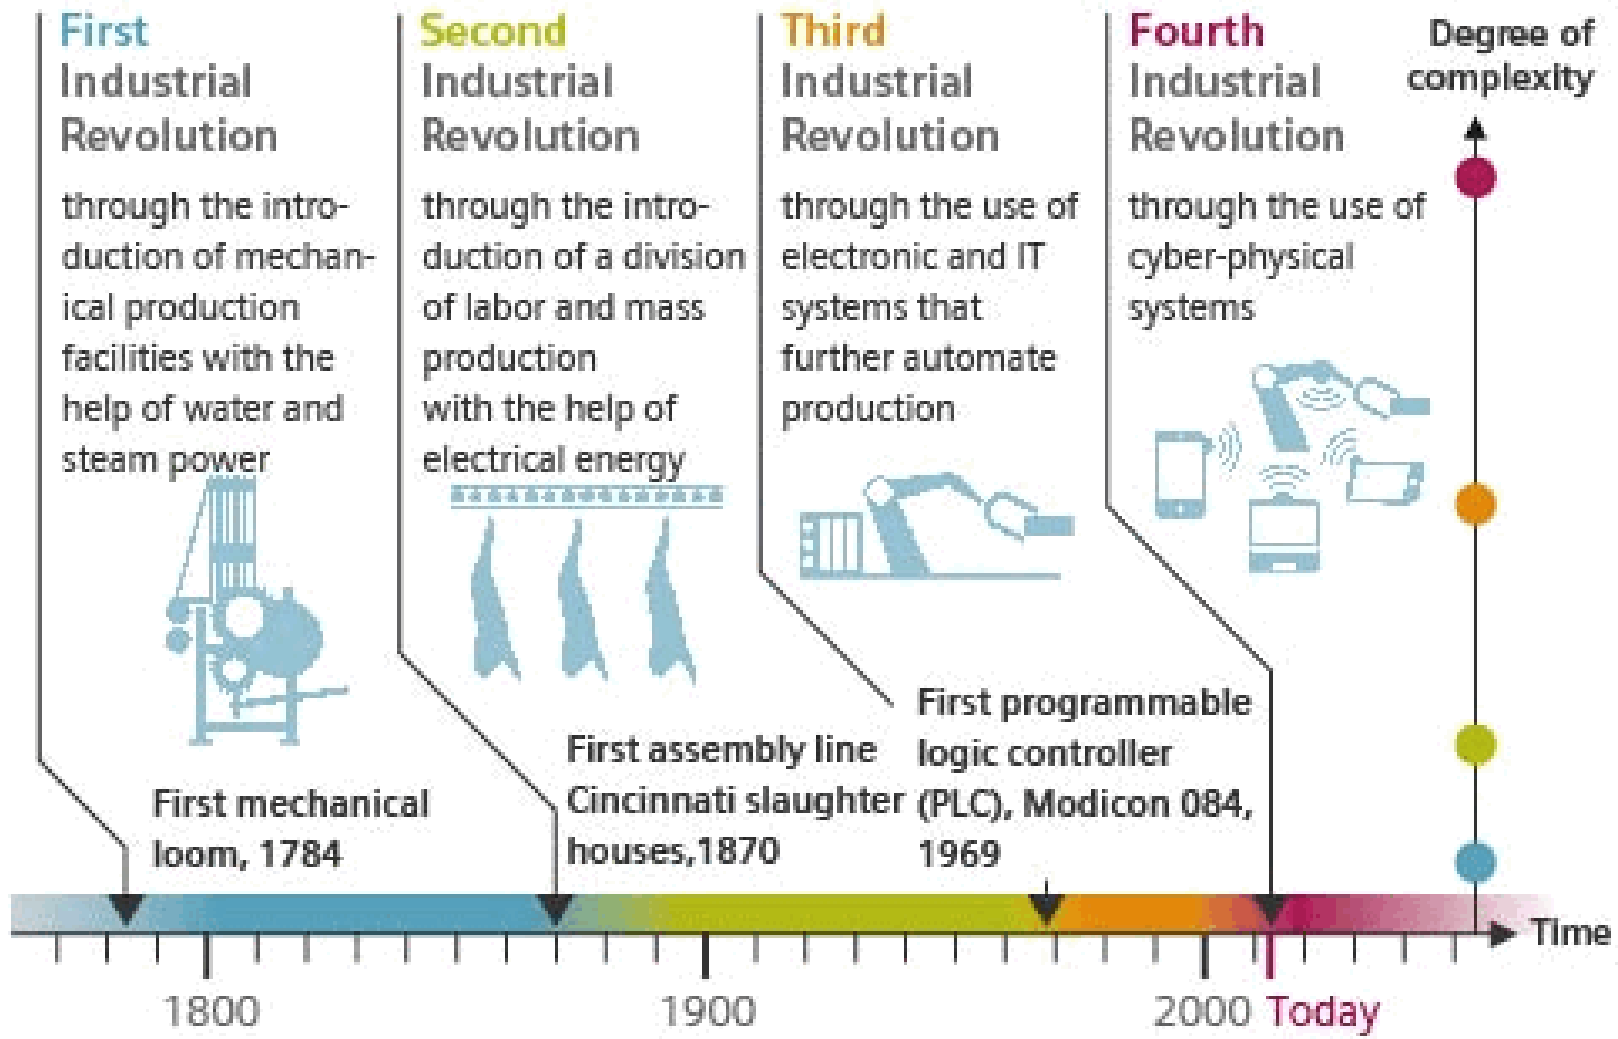 First
Industrial
Revolution
through the intro-
duction of mechan-
ical production
facilities with the
help of water and
steam power
First mechanical
loom, 1784
Second
Industrial
Revolution
through the intro-
duction of a division
of labor and mass
production
with the help of
electrical energy
First assembly line
Cincinnati slaughter
houses,1870
Third
Industrial
Revolution
through the use of
electronic and IT
systems that
further automate
production
First programmable
logic controller
(PLC), Modicon 084,
1969
Fourth
Industrial
Revolution
through the use of
cyber-physical
systems
Degree of
complexity
Time
1800
1900
2000
Today